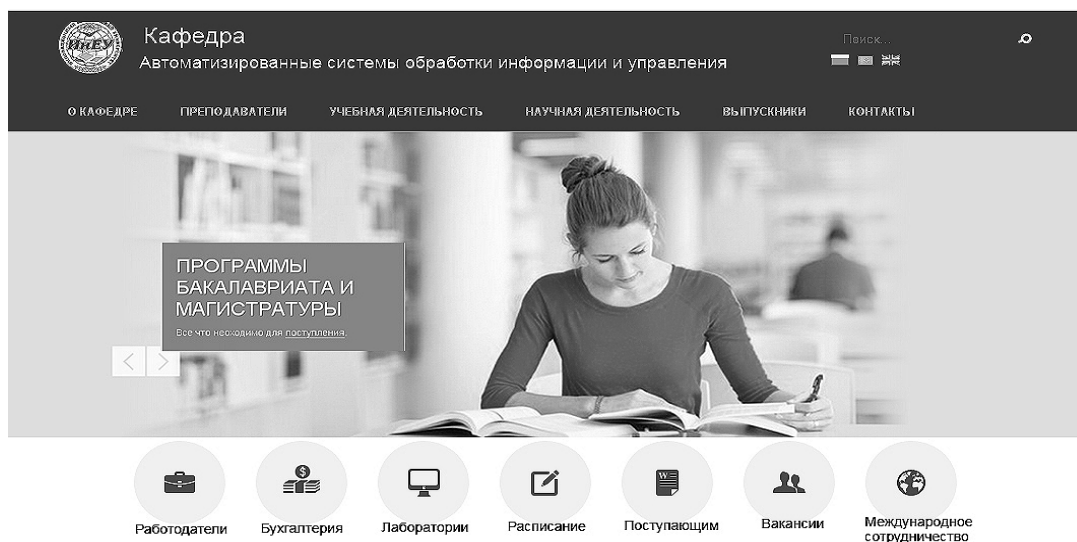 ИнЕУ
Кафедра
Автоматизированные системы обработки информации и управления
Поиск...
О КАФЕДРЕ ПРЕПОДАВАТЕЛИ УЧЕБНАЯ ДЕЯТЕЛЬНОСТЬ НАУЧНАЯ ДЕЯТЕЛЬНОСТЬ ВЫПУСКНИКИ КОНТАКТЫ
ПРОГРАММЫ
БАКАЛАВРИАТА И
МАГИСТРАТУРЫ
Все что необходимо для поступления.
Работодатели Бухгалтерия Лаборатории Расписание Поступающим Вакансии Международное
сотрудничество